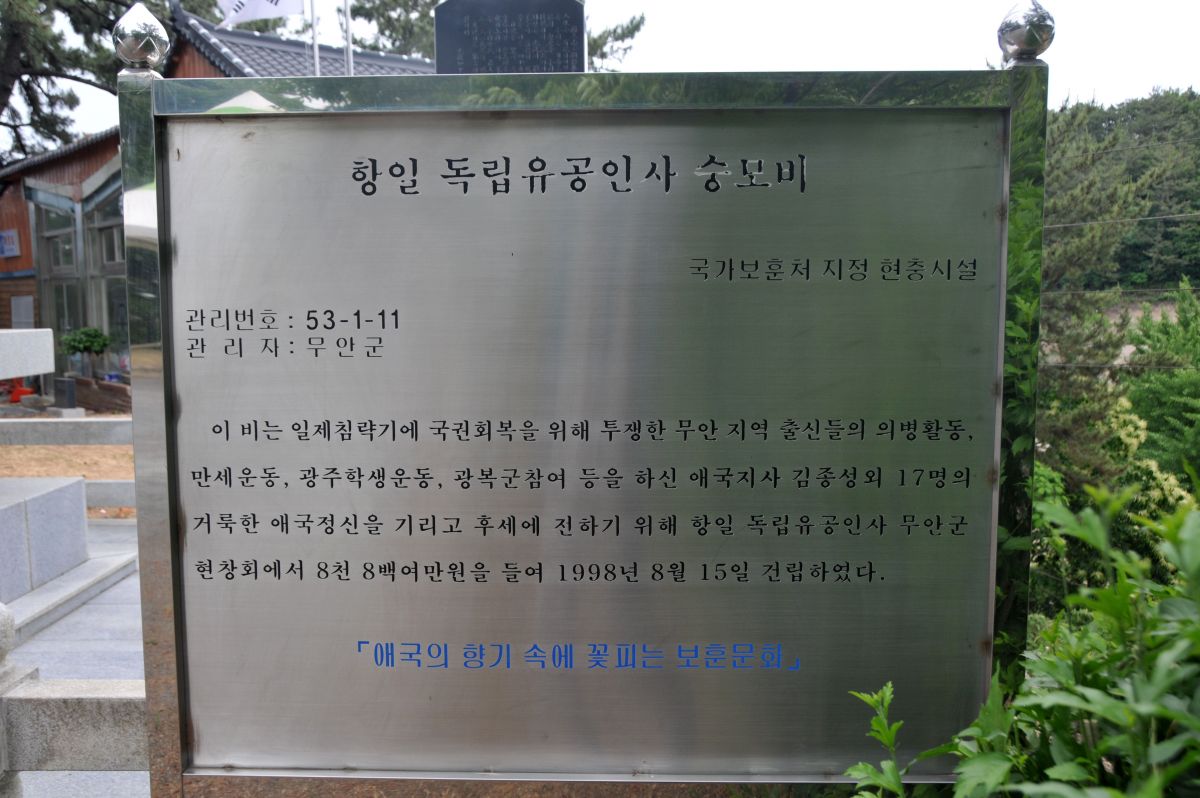 항일 독립유공인사 숭모비
국가보훈처 지정 현충시설
관리번호 : 53-1-11
관 리 자 : 무안군
이 비는 일제침략기에 국권회복을 위해 투쟁한 무안 지역 출신들의 의병활동,
만세운동, 광주학생운동, 광복군참여 등을 하신 애국지사 김종성외 17명의
거룩한 애국정신을 기리고 후세에 전하기 위해 항일 독립유공인사 무안군
현창회에서 8천 8백여만원을 들여 1998년 8월 15일 건립하였다.
「애국의 향기 속에 꽃피는 보훈문화」